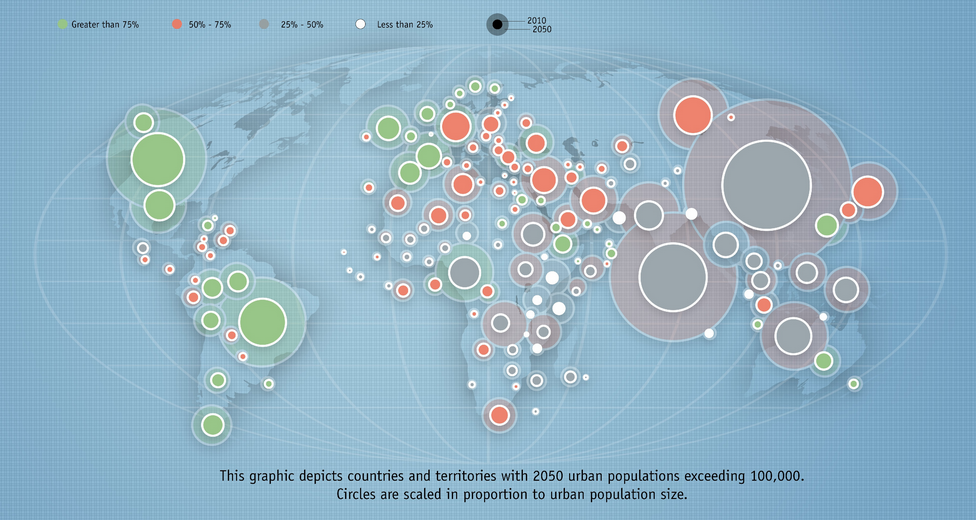 Greater than 75%
50% - 75%
25% - 50%
Less than 25%
2010
2050
This graphic depicts countries and territories with 2050 urban populations exceeding 100,000.
Circles are scaled in proportion to urban population size.